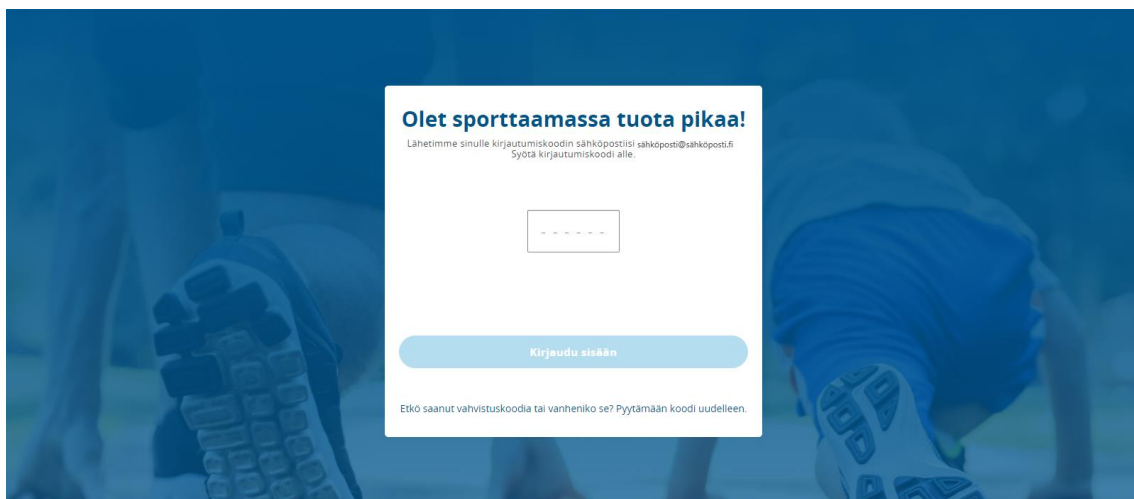 Olet sporttaamassa tuota pikaa!
Lähetimme sinulle kirjautumiskoodin sähköpostiisi sähköposti@sähköposti.fi
Syötä kirjautumiskoodi alle.
- - - - - -
Kirjaudu sisään
Etkö saanut vahvistuskoodia tai vanheniko se? Pyytämään koodi uudelleen.